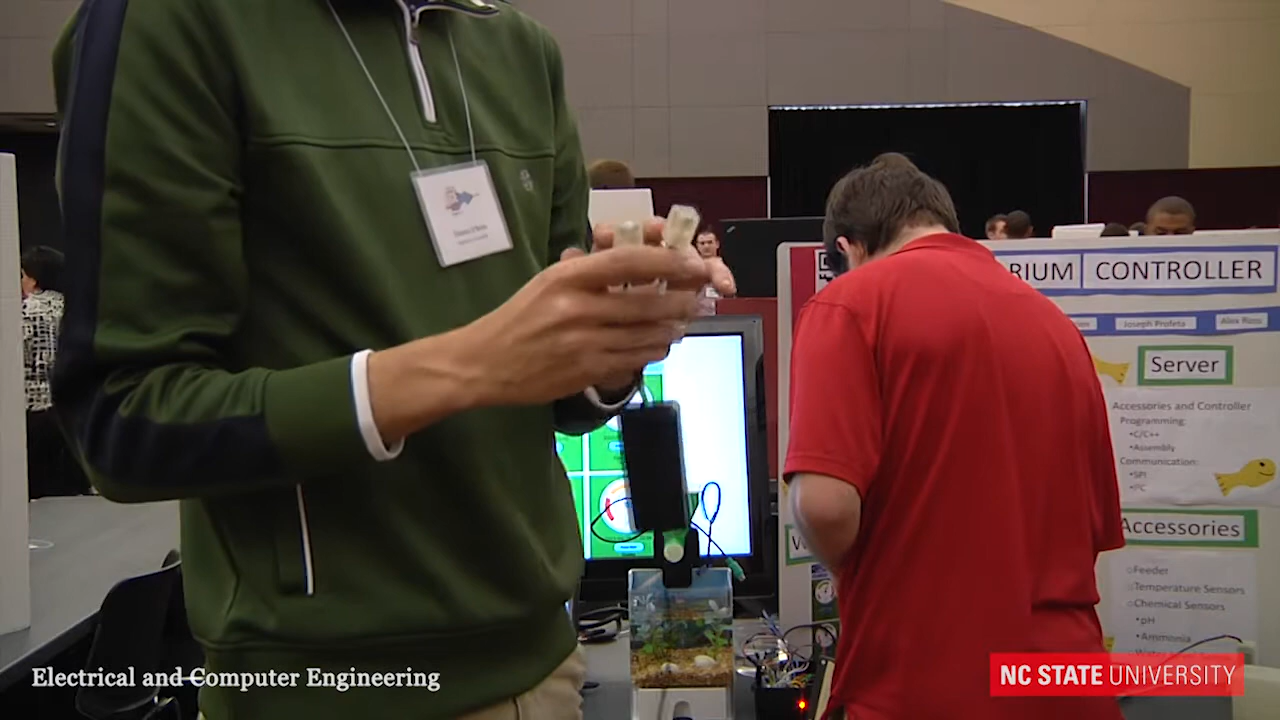 RIUM CONTROLLER
Joseph Profeta
Alex Rios
Server
Accessories and Controller
Programming:
•C/C++
•Assembly
Communication:
•SPI
•I²C
Accessories
○Feeder
○Temperature Sensors
○Chemical Sensors
•pH
•Ammonia
Electrical and Computer Engineering
NC STATE UNIVERSITY